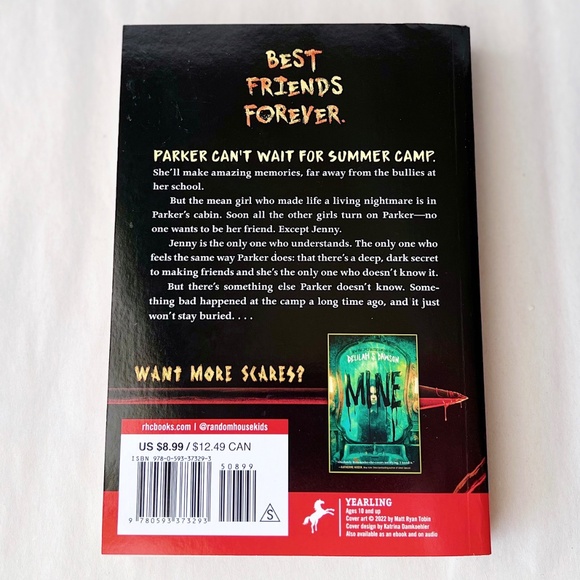 BEST
FRIENDS
FOREVER.
PARKER CAN'T WAIT FOR SUMMER CAMP.
She'll make amazing memories, far away from the bullies at
her school.
But the mean girl who made life a living nightmare is in
Parker's cabin. Soon all the other girls turn on Parker—no
one wants to be her friend. Except Jenny.
Jenny is the only one who understands. The only one who
feels the same way Parker does: that there's a deep, dark secret
to making friends and she's the only one who doesn't know it.
But there's something else Parker doesn't know. Some-
thing bad happened at the camp a long time ago, and it just
won't stay buried. . . .
WANT MORE SCARES?
DELILAH S. DAWSON
MINE
rhcbooks.com | @randomhousekids
US $8.99 / $12.49 CAN
ISBN 978-0-593-37329-3
50899
9 780593 373293
S
YEARLING
Ages 10 and up
Cover art © 2022 by Matt Ryan Tobin
Cover design by Katrina Damkoehler
Also available as an ebook and on audio